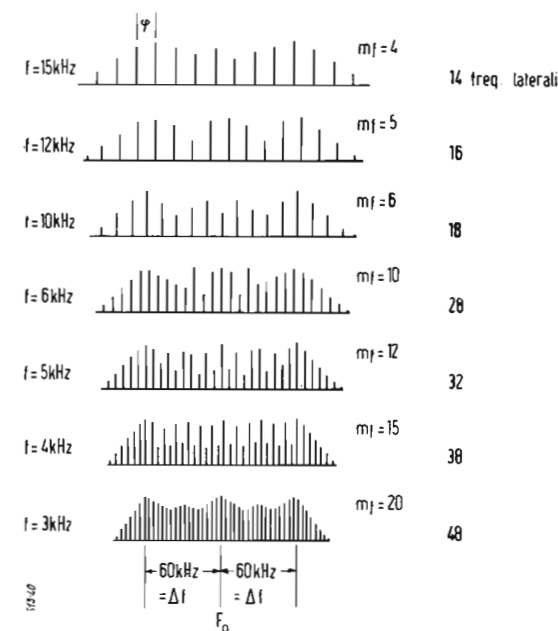 φ
f=15kHz mf=4 14 freq. laterali
f=12kHz mf=5 16
f=10kHz mf=6 18
f=6kHz mf=10 28
f=5kHz mf=12 32
f=4kHz mf=15 38
f=3kHz mf=20 48
60kHz 60kHz
=Δf =Δf
F₀